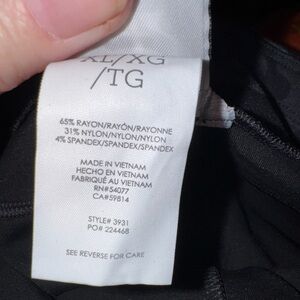 XL/XG
/TG
65% RAYON/RAYÓN/RAYONNE
31% NYLON/NYLON/NYLON
4% SPANDEX/SPANDEX/SPANDEX
MADE IN VIETNAM
HECHO EN VIETNAM
FABRIQUÉ AU VIETNAM
RN#54077
CA#59814
STYLE# 3931
PO# 224468
SEE REVERSE FOR CARE